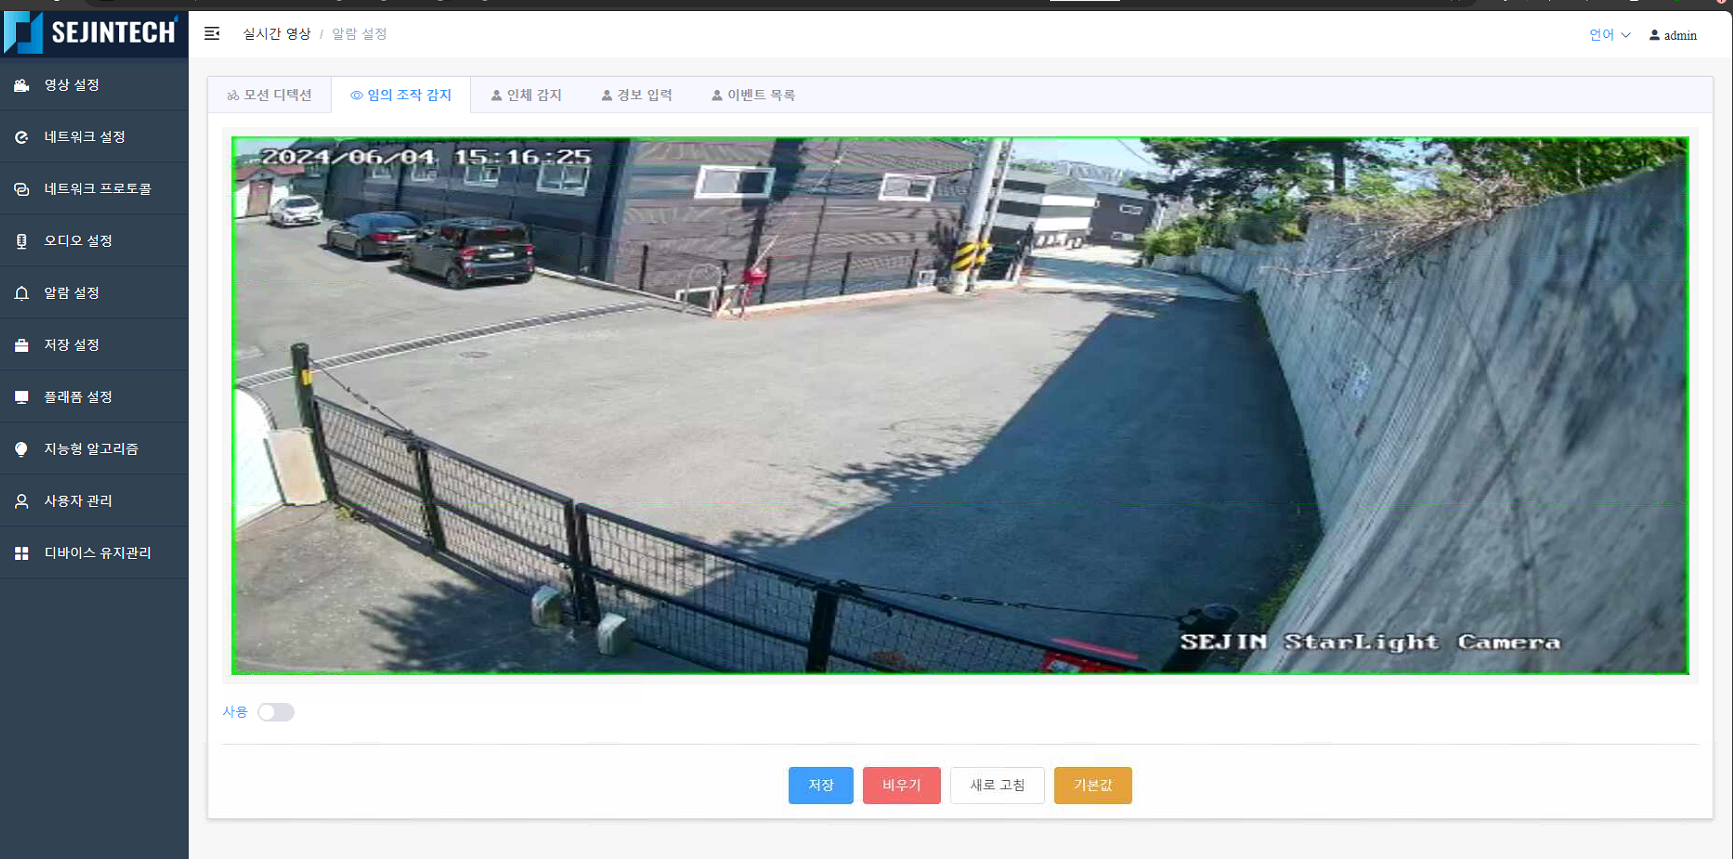 SEJINTECH
실시간 영상 / 알람 설정
언어
admin
영상 설정
네트워크 설정
네트워크 프로토콜
오디오 설정
알람 설정
저장 설정
플래폼 설정
지능형 알고리즘
사용자 관리
디바이스 유지관리
모션 디텍션
임의 조작 감지
인체 감지
경보 입력
이벤트 목록
2024/06/04 15:16:25
SEJIN StarLight Camera
사용
저장
비우기
새로 고침
기본값